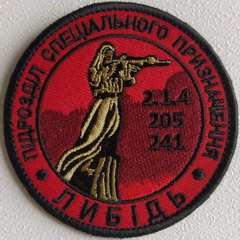 ПІДРОЗДІЛ СПЕЦІАЛЬНОГО ПРИЗНАЧЕННЯ
2.1.4
205
241
ЛИБІДЬ